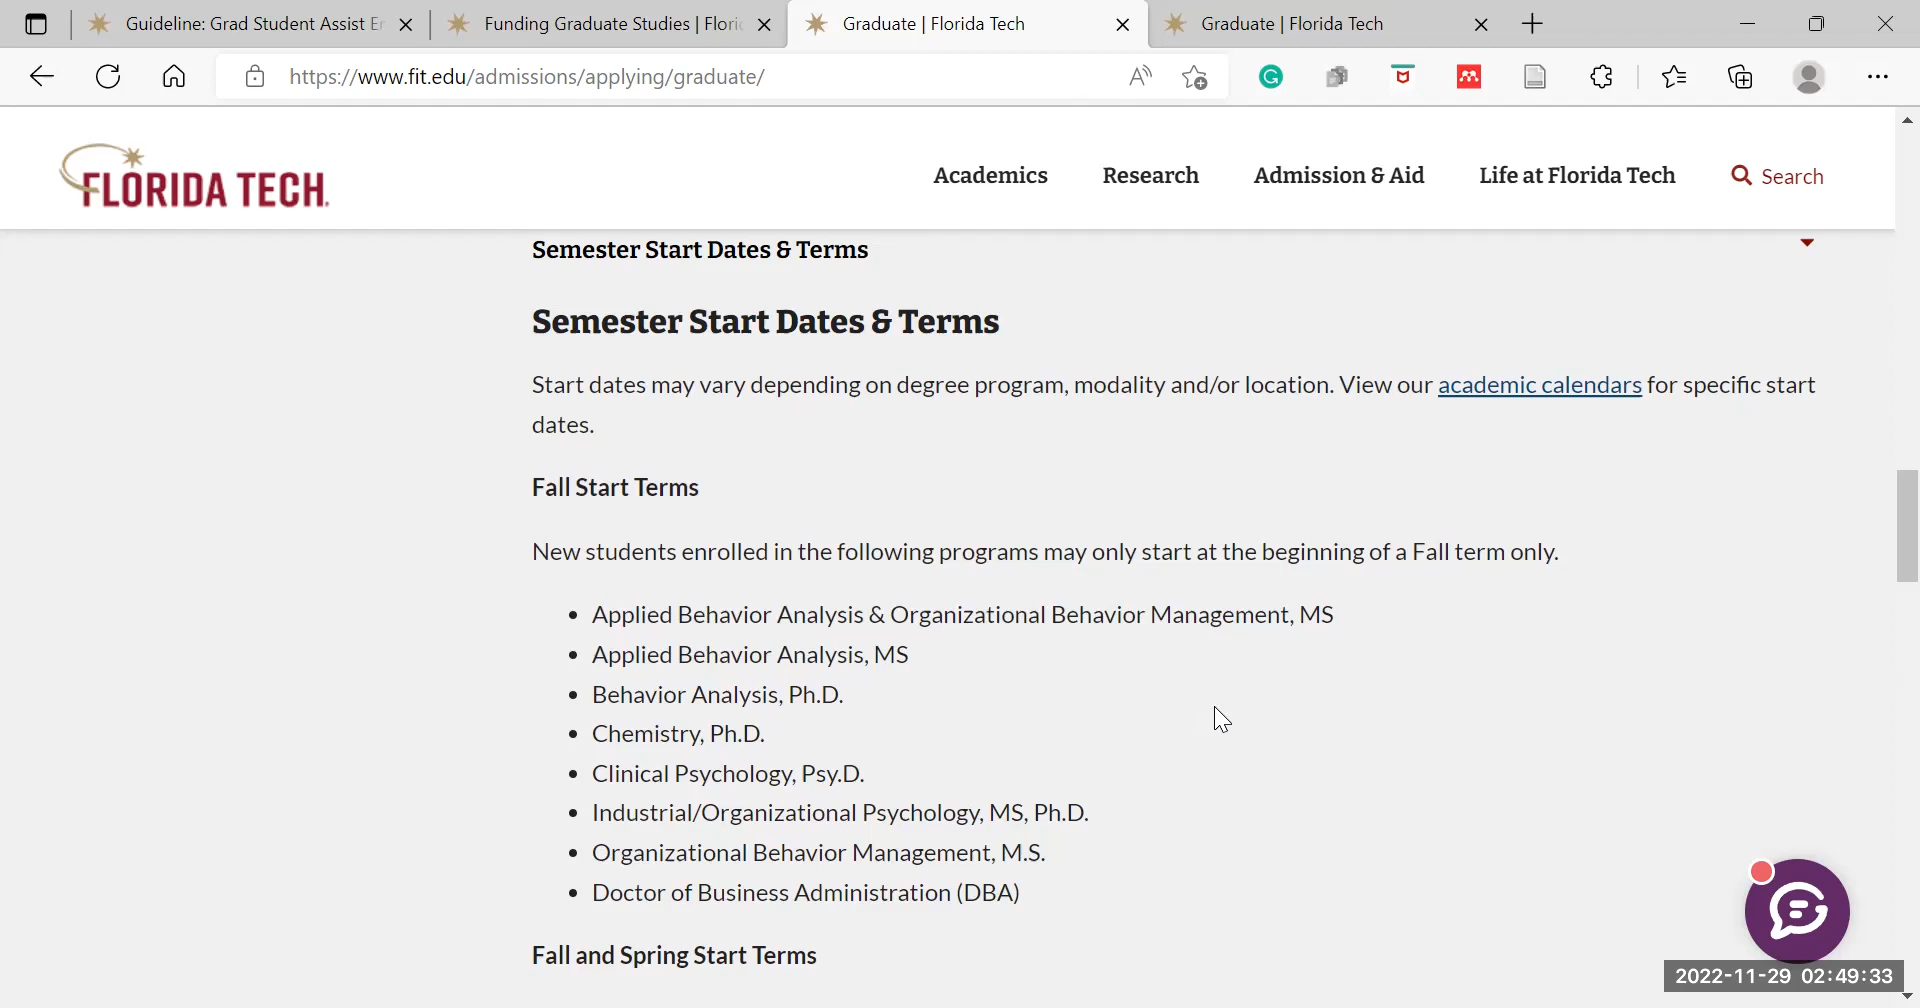 Guideline: Grad Student Assist Er
Funding Graduate Studies | Flori
Graduate | Florida Tech
Graduate | Florida Tech
https://www.fit.edu/admissions/applying/graduate/
FLORIDA TECH.
Academics
Research
Admission & Aid
Life at Florida Tech
Search
Semester Start Dates & Terms
Semester Start Dates & Terms
Start dates may vary depending on degree program, modality and/or location. View our academic calendars for specific start
dates.
Fall Start Terms
New students enrolled in the following programs may only start at the beginning of a Fall term only.
• Applied Behavior Analysis & Organizational Behavior Management, MS
• Applied Behavior Analysis, MS
• Behavior Analysis, Ph.D.
• Chemistry, Ph.D.
• Clinical Psychology, Psy.D.
• Industrial/Organizational Psychology, MS, Ph.D.
• Organizational Behavior Management, M.S.
• Doctor of Business Administration (DBA)
Fall and Spring Start Terms
2022-11-29 02:49:33